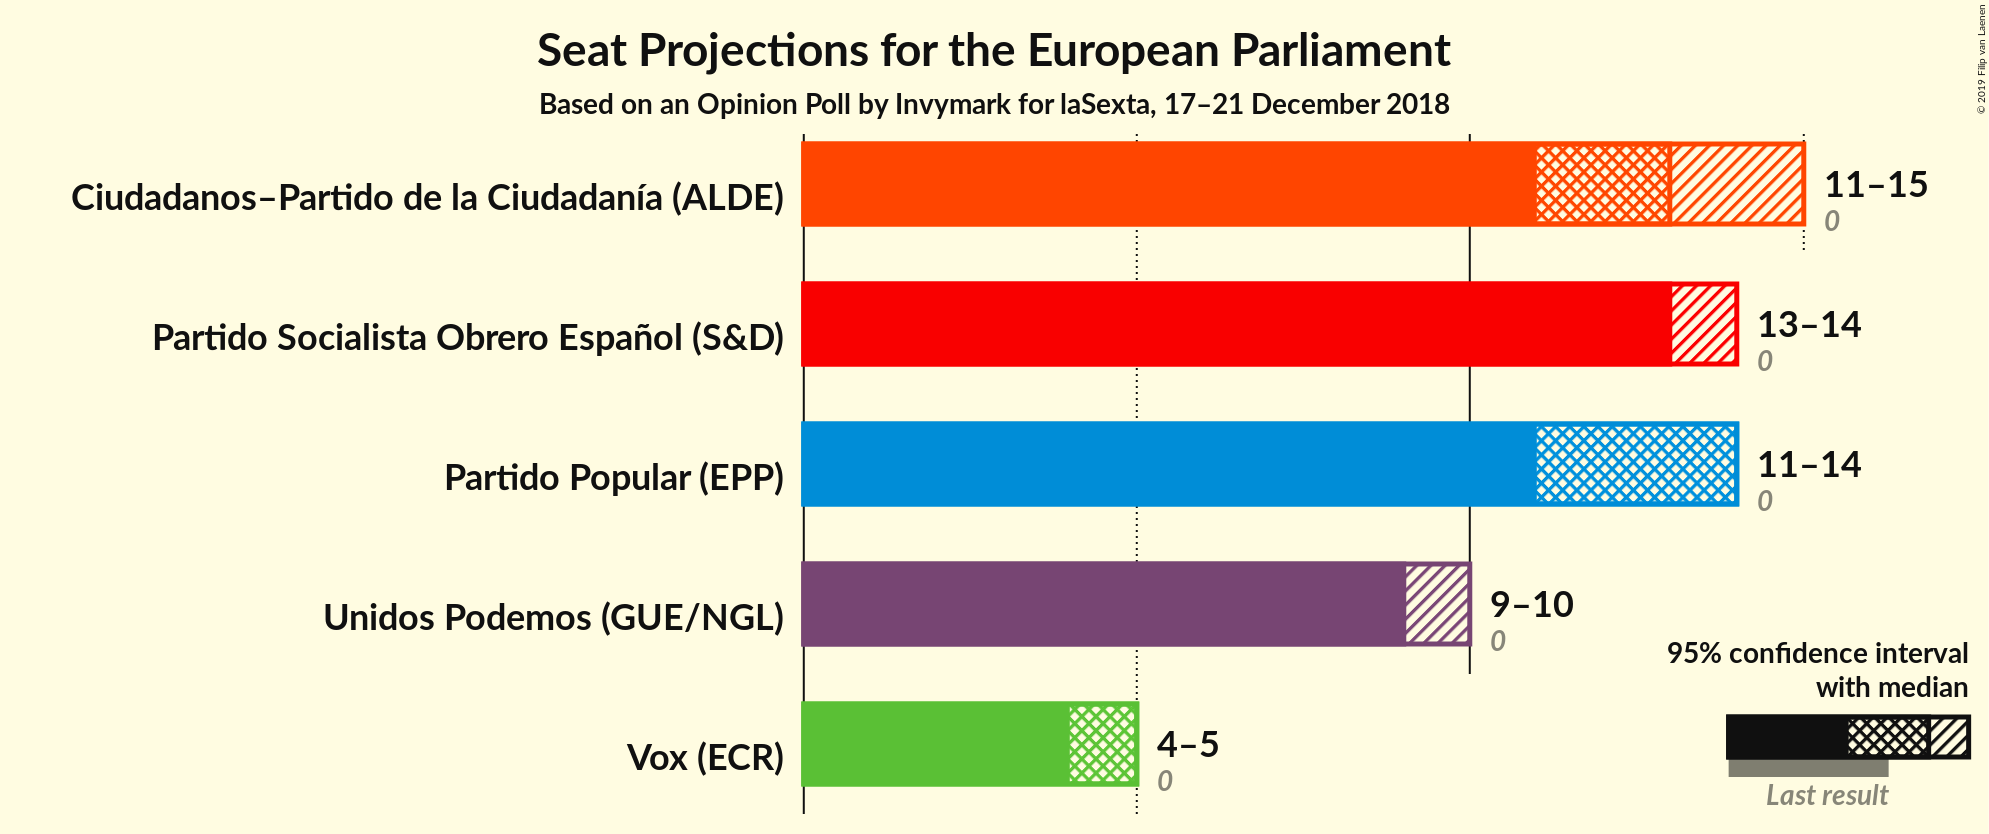 Seat Projections for the European Parliament
Based on an Opinion Poll by Invymark for laSexta, 17–21 December 2018
© 2019 Filip van Laenen
Ciudadanos–Partido de la Ciudadanía (ALDE)
11–15
0
Partido Socialista Obrero Español (S&D)
13–14
0
Partido Popular (EPP)
11–14
0
Unidos Podemos (GUE/NGL)
9–10
0
Vox (ECR)
4–5
0
95% confidence interval
with median
Last result